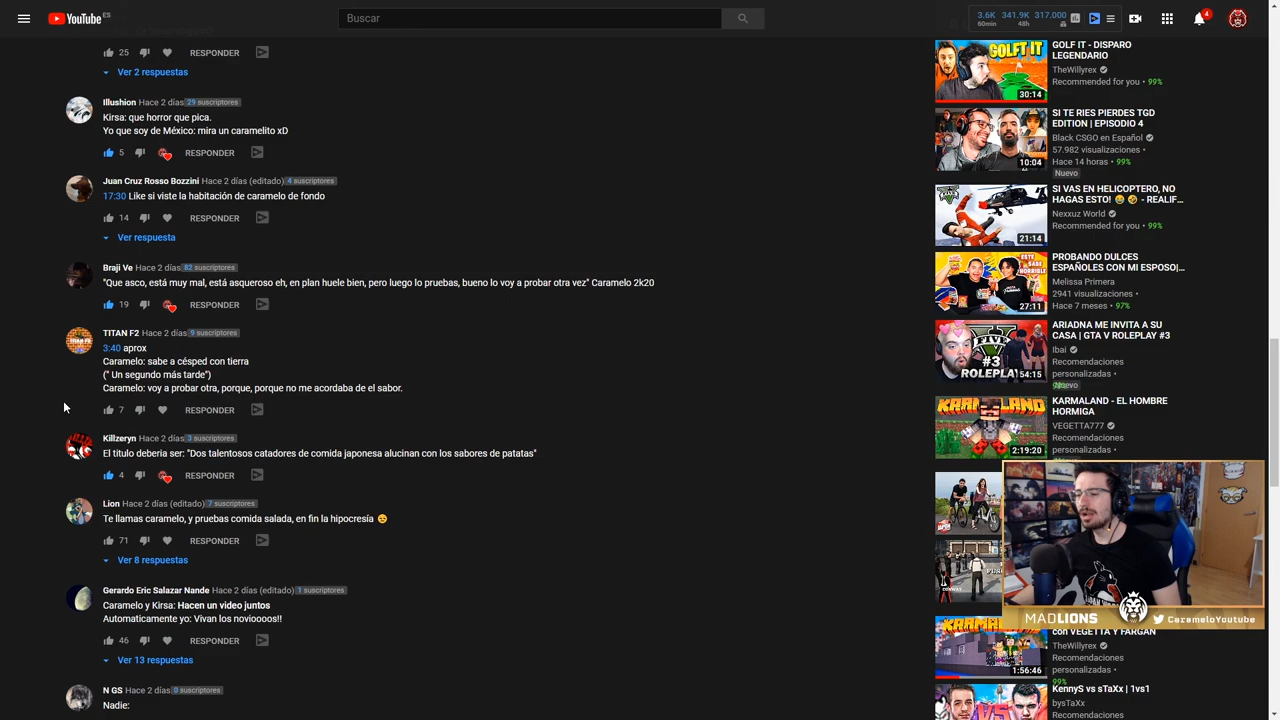 YouTube ES
Buscar
3.6K 341.9K 317.000
60min 48h
4
25 RESPONDER
Ver 2 respuestas
Illushion Hace 2 días 29 suscriptores
Kirsa: que horror que pica.
Yo que soy de México: mira un caramelito xD
5 RESPONDER
Juan Cruz Rosso Bozzini Hace 2 días (editado) 4 suscriptores
17:30 Like si viste la habitación de caramelo de fondo
14 RESPONDER
Ver respuesta
Braji Ve Hace 2 días 82 suscriptores
"Que asco, está muy mal, está asquerosoeh, en plan huele bien, pero luego lo pruebas, bueno lo voy a probar otra vez" Caramelo 2k20
19 RESPONDER
TITAN F2 Hace 2 días 9 suscriptores
3:40 aprox
Caramelo: sabe a césped con tierra
(" Un segundo más tarde")
Caramelo: voy a probar otra, porque, porque no me acordaba de el sabor.
7 RESPONDER
Killzeryn Hace 2 días 3 suscriptores
El titulo deberia ser: "Dos talentosos catadores de comida japonesa alucinan con los sabores de patatas"
4 RESPONDER
Lion Hace 2 días (editado) 7 suscriptores
Te llamas caramelo, y pruebas comida salada, en fin la hipocresía
71 RESPONDER
Ver 8 respuestas
Gerardo Eric Salazar Nande Hace 2 días (editado) 1 suscriptores
Caramelo y Kirsa: Hacen un video juntos
Automaticamente yo: Vivan los noviooooos!!
46 RESPONDER
Ver 13 respuestas
N GS Hace 2 días 0 suscriptores
Nadie:
GOLFT IT
30:14
GOLF IT - DISPARO
LEGENDARIO
TheWillyrex
Recommended for you • 99%
10:04
SI TE RIES PIERDES TGD
EDITION | EPISODIO 4
Black CSGO en Español
57.982 visualizaciones •
Hace 14 horas • 99%
Nuevo
21:14
SI VAS EN HELICOPTERO, NO
HAGAS ESTO! - REALIF...
Nexxuz World
Recommended for you • 99%
ESTE SABE HORRIBLE
27:11
PROBANDO DULCES
ESPAÑOLES CON MI ESPOSO|...
Melissa Primera
2941 visualizaciones •
Hace 7 meses • 97%
FIVE
#3
ROLEPLAY
54:15
ARIADNA ME INVITA A SU
CASA | GTA V ROLEPLAY #3
Ibai
Recomendaciones
personalizadas •
Nuevo
KARMALAND
2:19:20
KARMALAND - EL HOMBRE
HORMIGA
VEGETTA777
Recomendaciones
personalizadas •
MADLIONS CarameloYoutube
1:56:46
con VEGETTA Y FARGAN
TheWillyrex
Recomendaciones
personalizadas •
99%
VS
KennyS vs sTaXx | 1vs1
bysTaXx
Recomendaciones